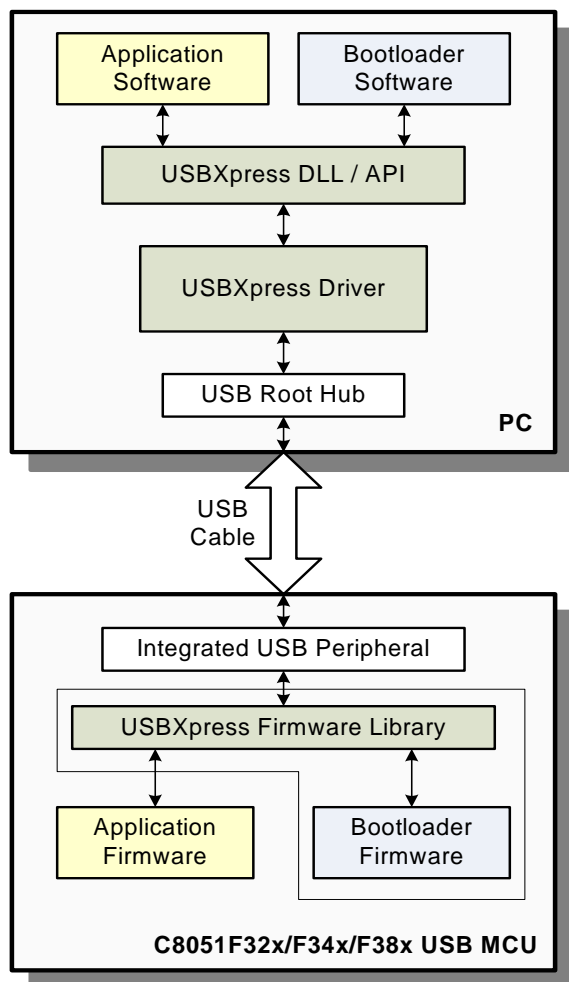 Application
Software
Bootloader
Software
USBXpress DLL / API
USBXpress Driver
USB Root Hub
PC
USB
Cable
Integrated USB Peripheral
USBXpress Firmware Library
Application
Firmware
Bootloader
Firmware
C8051F32x/F34x/F38x USB MCU